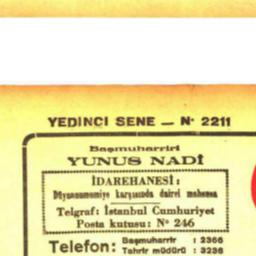 YEDİNCİ SENE — Nº 2211
Başmuharriri
YUNUS NADİ
İDAREHANESİ:
Düyunuumumiye karşısında dairei mahsusa
Telgraf: İstanbul Cumhuriyet
Posta kutusu: Nº 246
Telefon: Başmuharrir : 2366
Tahrir müdürü : 3236